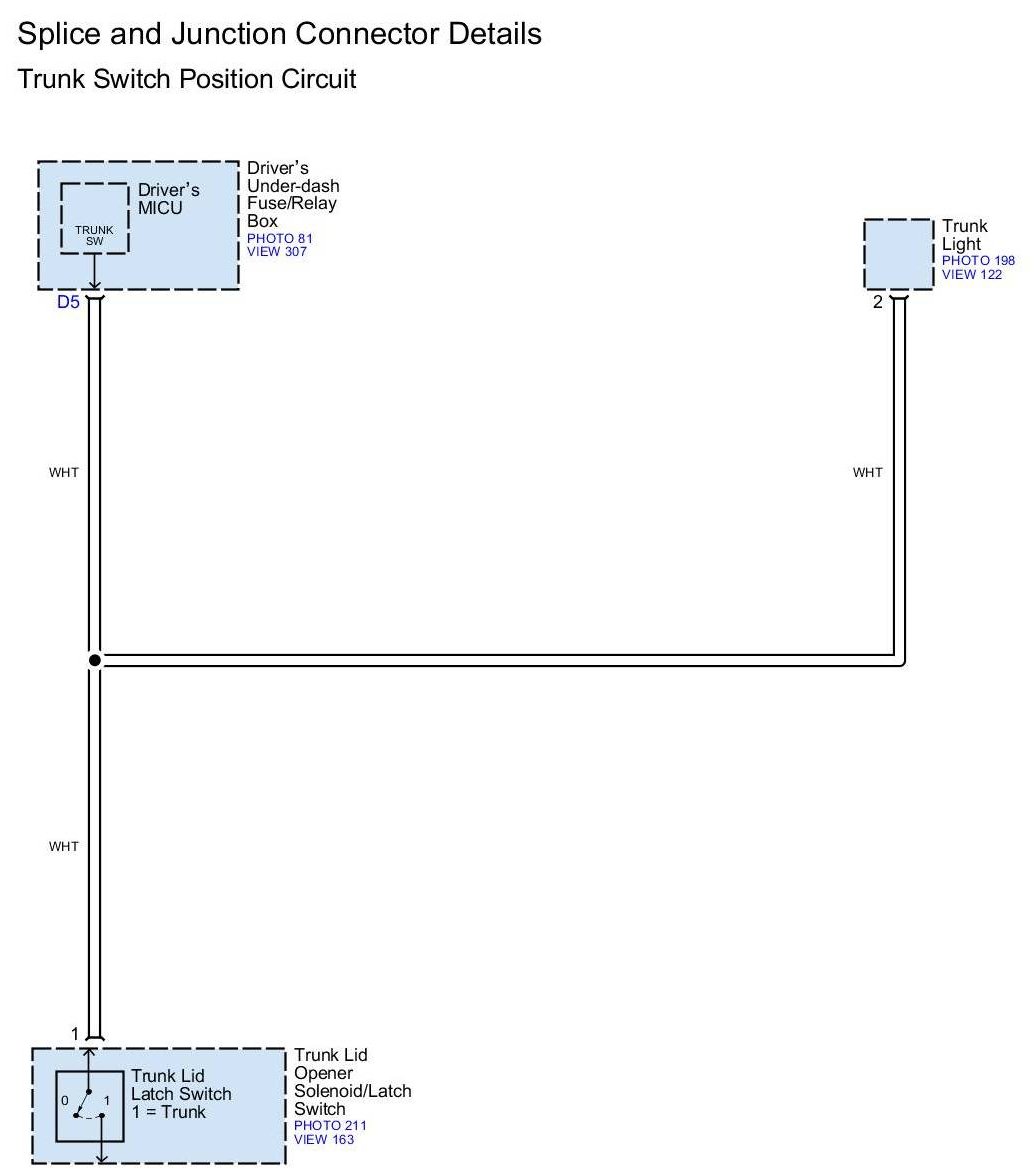 Splice and Junction Connector Details
Trunk Switch Position Circuit
Driver's
MICU
TRUNK
SW
Driver's
Under-dash
Fuse/Relay
Box
PHOTO 81
VIEW 307
Trunk
Light
PHOTO 198
VIEW 122
D5
2
WHT
WHT
WHT
1
Trunk Lid
Latch Switch
1 = Trunk
0
1
Trunk Lid
Opener
Solenoid/Latch
Switch
PHOTO 211
VIEW 163